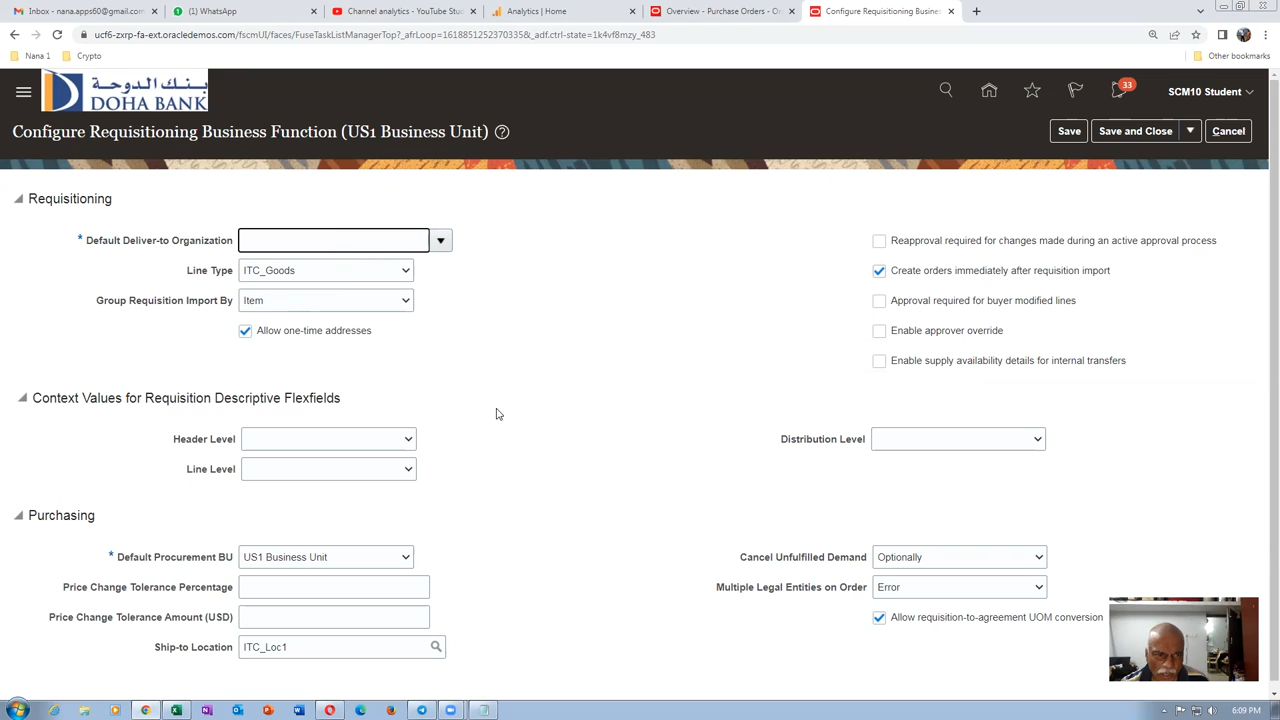 Inbox - nana.apps60@gmail.com
(1) WhatsApp
Channel analytics - YouTube Stu
Analytics | Home
Overview - Purchase Orders - O
Configure Requisitioning Busine
ucf6-zxrp-fa-ext.oracledemos.com/fscmUI/faces/FuseTaskListManagerTop?_afrLoop=1618851252370335&_adf.ctrl-state=1k4vf8mzy_483
Nana 1
Crypto
Other bookmarks
بنك الدوحة
DOHA BANK
33
SCM10 Student
Configure Requisitioning Business Function (US1 Business Unit)
Save
Save and Close
Cancel
Requisitioning
* Default Deliver-to Organization
Reapproval required for changes made during an active approval process
Line Type ITC_Goods
Create orders immediately after requisition import
Group Requisition Import By Item
Approval required for buyer modified lines
Allow one-time addresses
Enable approver override
Enable supply availability details for internal transfers
Context Values for Requisition Descriptive Flexfields
Header Level
Distribution Level
Line Level
Purchasing
* Default Procurement BU US1 Business Unit
Cancel Unfulfilled Demand Optionally
Price Change Tolerance Percentage
Multiple Legal Entities on Order Error
Price Change Tolerance Amount (USD)
Allow requisition-to-agreement UOM conversion
Ship-to Location ITC_Loc1
6:09 PM